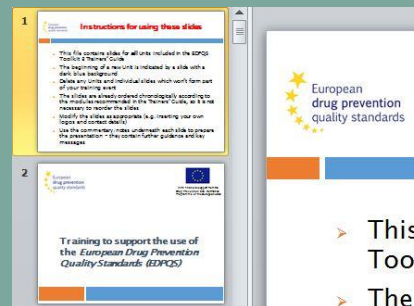 1
Instructions for using these slides
This file contains slides for all Units included in the EDPQS
Toolkit 4 Trainers' Guide
The beginning of a new Unit is indicated by a slide with a
dark blue background
Delete any Units and individual slides which won't form part
of your training event
The slides are already ordered chronologically according to
the modules recommended in the Trainers' Guide, so it is not
necessary to reorder the slides
Modify the slides as appropriate (e.g. inserting your own
logos and contact details)
Use the commentary notes underneath each slide to prepare
the presentation – they contain further guidance and key
messages
2
European
drug prevention
quality standards
Training to support the use of
the European Drug Prevention
Quality Standards (EDPQS)
European
drug prevention
quality standards
This
Too
The